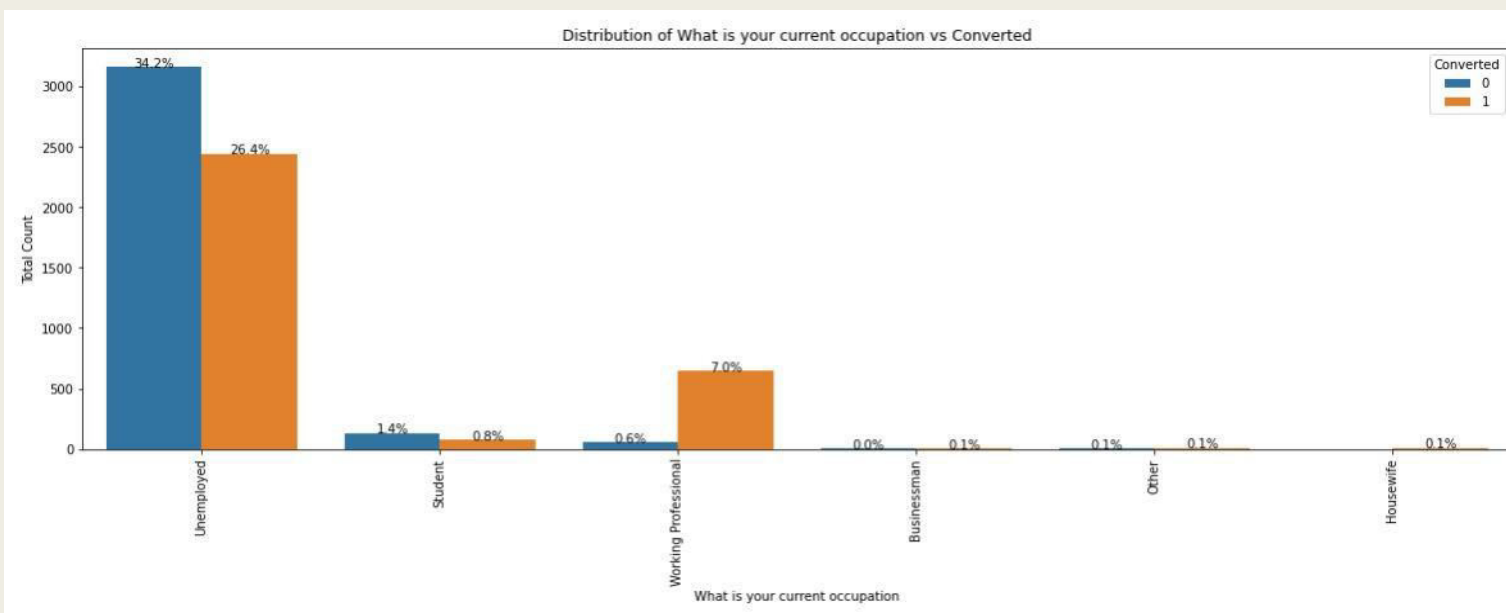 Distribution of What is your current occupation vs Converted
Converted
0
1
3000
2500
2000
1500
1000
500
0
Total Count
34.2%
26.4%
1.4%
0.8%
0.6%
7.0%
0.0%
0.1%
0.1%
0.1%
0.1%
Unemployed
Student
Working Professional
Businessman
Other
Housewife
What is your current occupation